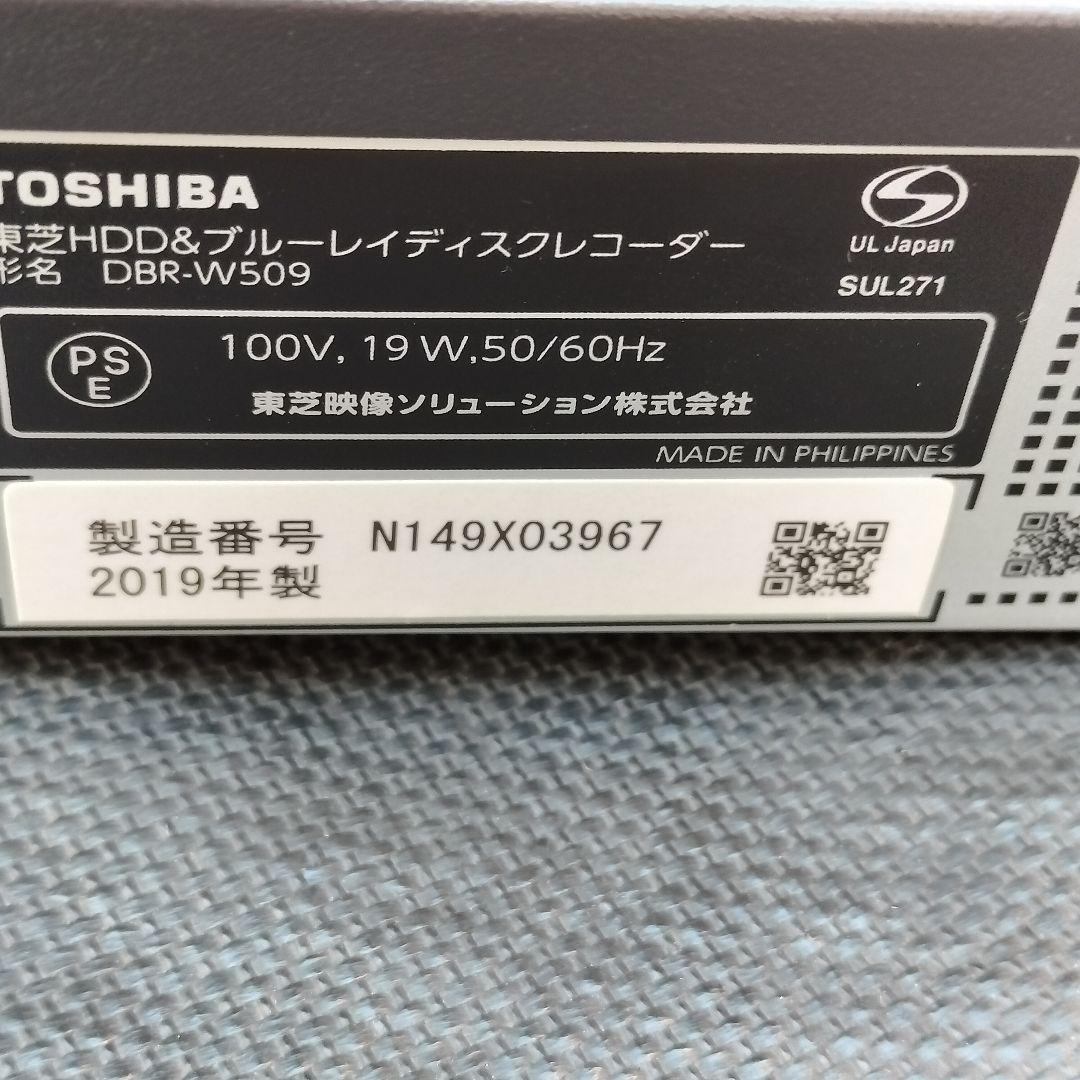 TOSHIBA
東芝HDD&ブルーレイディスクレコーダー
形名 DBR-W509
UL Japan
SUL271
PSE
100V, 19W, 50/60Hz
東芝映像ソリューション株式会社
MADE IN PHILIPPINES
製造番号 N149X03967
2019年製